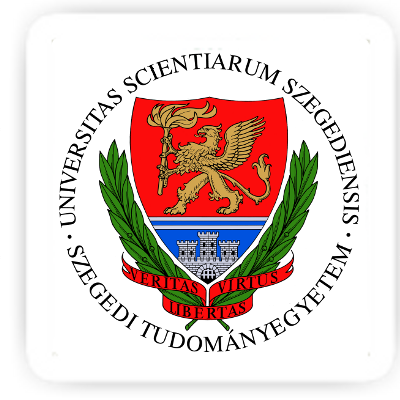 UNIVERSITAS SCIENTIARUM SZEGEDIENSIS
· SZEGEDI TUDOMÁNYEGYETEM ·
VERITAS VIRTUS
LIBERTAS